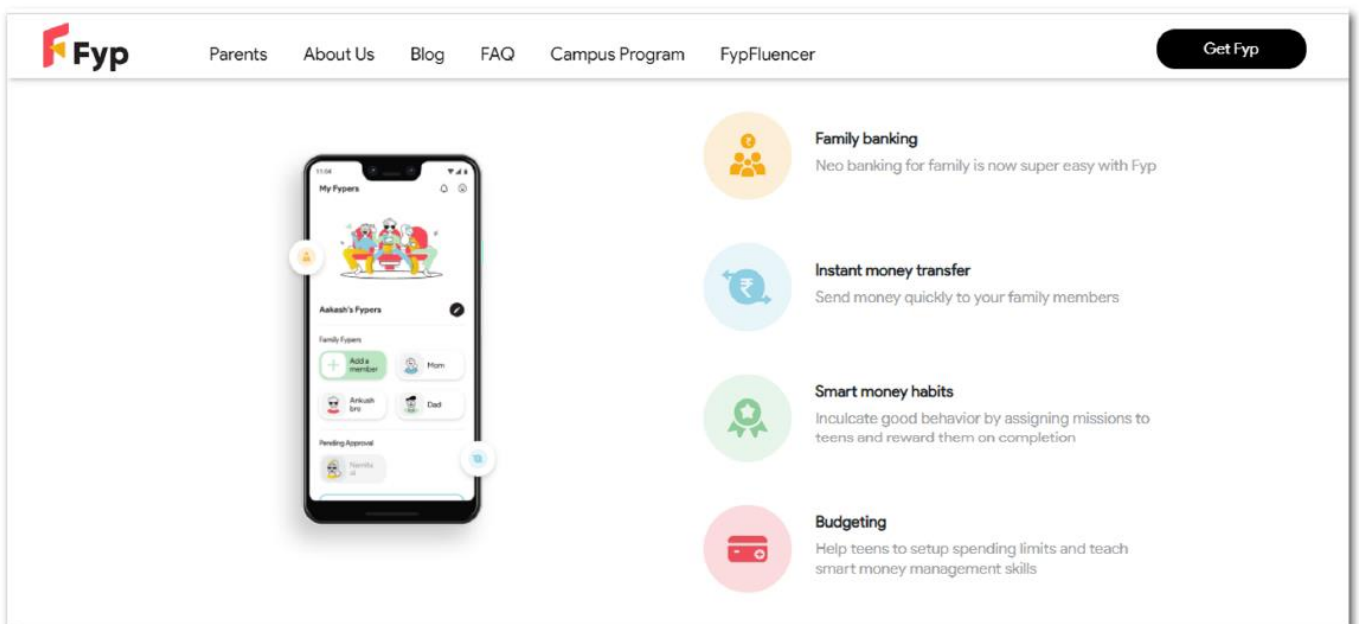 Fyp
Parents
About Us
Blog
FAQ
Campus Program
FypFluencer
Get Fyp
11:04
My Fypers
Aakash's Fypers
Family Fypers
Add a
member
Mom
Ankush
bro
Dad
Pending Approval
Family banking
Neo banking for family is now super easy with Fyp
Instant money transfer
Send money quickly to your family members
Smart money habits
Inculcate good behavior by assigning missions to
teens and reward them on completion
Budgeting
Help teens to setup spending limits and teach
smart money management skills